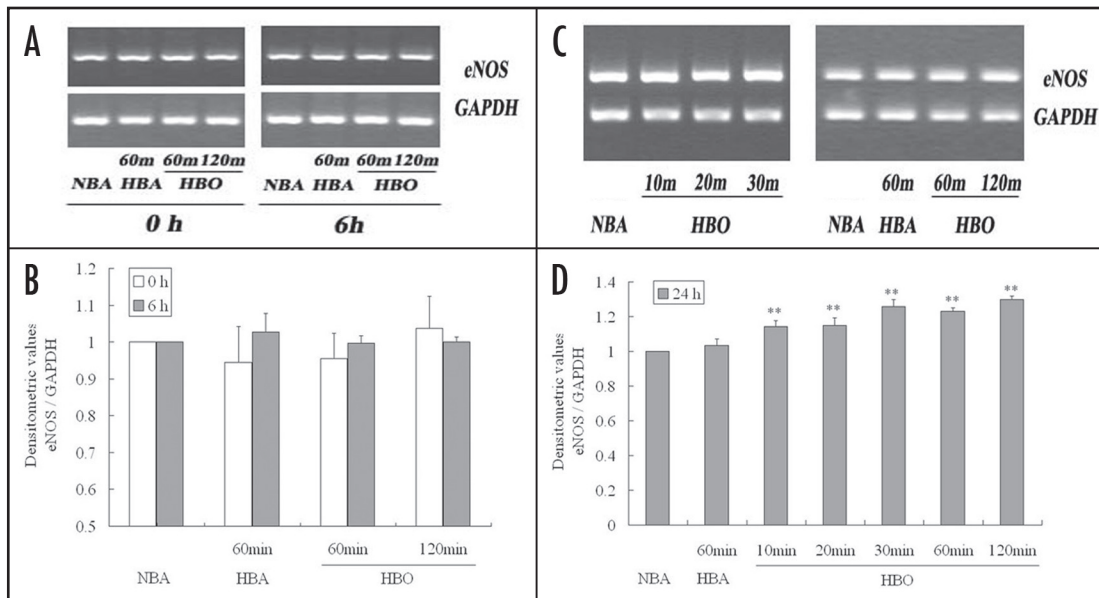 A
eNOS
GAPDH
60m 60m 120m 60m 60m 120m
NBA HBA HBO NBA HBA HBO
0 h 6h
C
eNOS
GAPDH
10m 20m 30m 60m 60m 120m
NBA HBO NBA HBA HBO
B
0 h
6 h
Densitometric values
eNOS / GAPDH
1.2
1.1
1
0.9
0.8
0.7
0.6
0.5
60min 60min 120min
NBA HBA HBO
D
24 h
Densitometric values
eNOS / GAPDH
1.4
1.2
1
0.8
0.6
0.4
0.2
0
** ** ** ** **
60min 10min 20min 30min 60min 120min
NBA HBA HBO